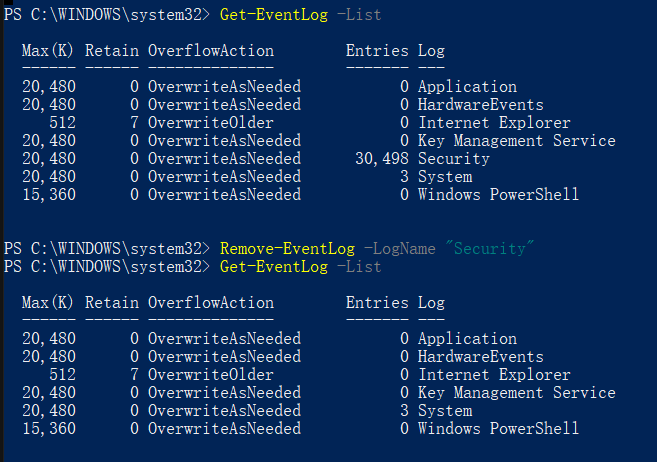 PS C:\WINDOWS\system32> Get-EventLog -List
Max(K) Retain OverflowAction Entries Log
------ ------ -------------- ------- ---
20,480 0 OverwriteAsNeeded 0 Application
20,480 0 OverwriteAsNeeded 0 HardwareEvents
512 7 OverwriteOlder 0 Internet Explorer
20,480 0 OverwriteAsNeeded 0 Key Management Service
20,480 0 OverwriteAsNeeded 30,498 Security
20,480 0 OverwriteAsNeeded 3 System
15,360 0 OverwriteAsNeeded 0 Windows PowerShell
PS C:\WINDOWS\system32> Remove-EventLog -LogName "Security"
PS C:\WINDOWS\system32> Get-EventLog -List
Max(K) Retain OverflowAction Entries Log
------ ------ -------------- ------- ---
20,480 0 OverwriteAsNeeded 0 Application
20,480 0 OverwriteAsNeeded 0 HardwareEvents
512 7 OverwriteOlder 0 Internet Explorer
20,480 0 OverwriteAsNeeded 0 Key Management Service
20,480 0 OverwriteAsNeeded 3 System
15,360 0 OverwriteAsNeeded 0 Windows PowerShell